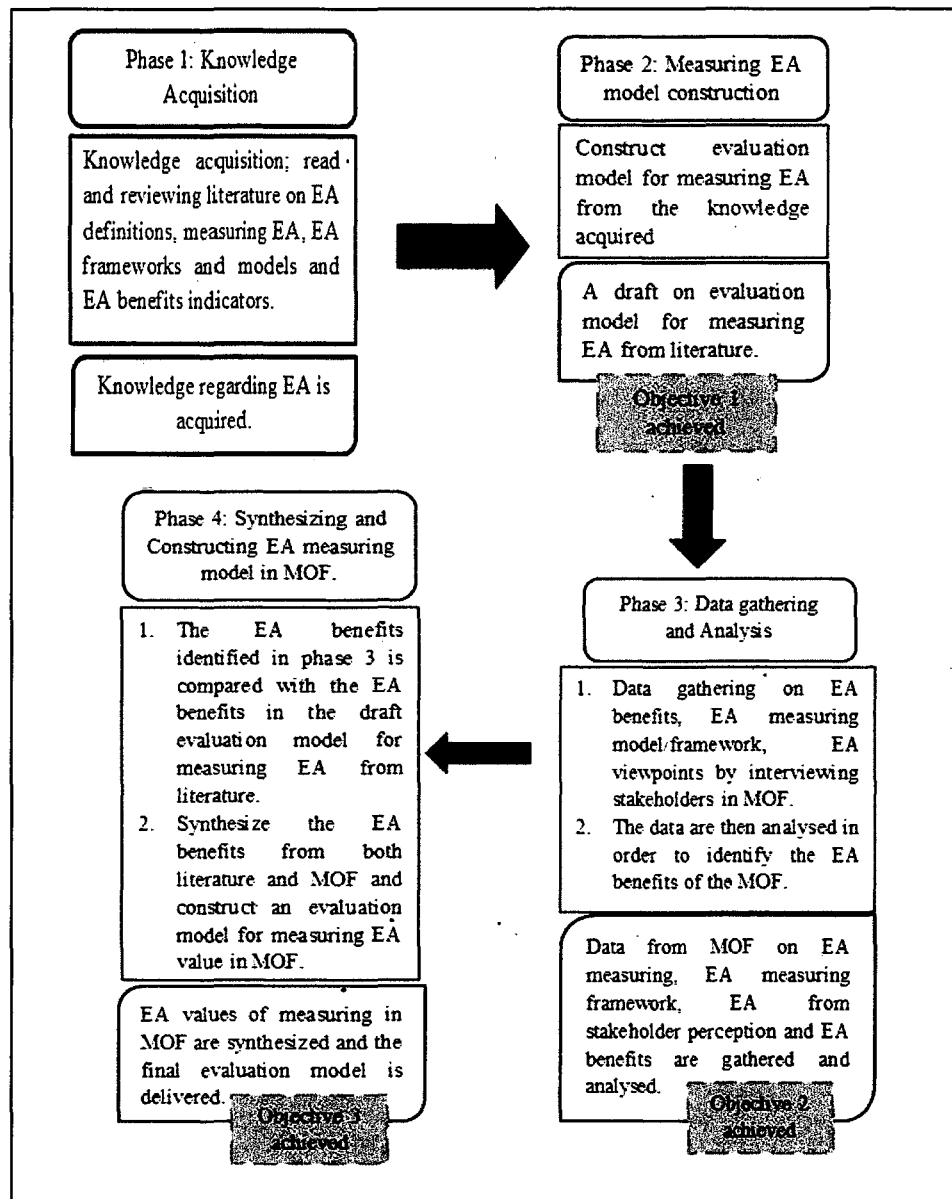 Phase 1: Knowledge
Acquisition
Knowledge acquisition; read
and reviewing literature on EA
definitions, measuring EA, EA
frameworks and models and
EA benefits indicators.
Knowledge regarding EA is
acquired.
Phase 2: Measuring EA
model construction
Construct evaluation
model for measuring EA
from the knowledge
acquired
A draft on evaluation
model for measuring
EA from literature.
Objective 1
achieved
Phase 3: Data gathering
and Analysis
1. Data gathering on EA
benefits, EA measuring
model/framework, EA
viewpoints by interviewing
stakeholders in MOF.
2. The data are then analysed in
order to identify the EA
benefits of the MOF.
Data from MOF on EA
measuring, EA measuring
framework, EA from
stakeholder perception and EA
benefits are gathered and
analysed.
Objective 2
achieved
Phase 4: Synthesizing and
Constructing EA measuring
model in MOF.
1. The EA benefits
identified in phase 3 is
compared with the EA
benefits in the draft
evaluation model for
measuring EA from
literature.
2. Synthesize the EA
benefits from both
literature and MOF and
construct an evaluation
model for measuring EA
value in MOF.
EA values of measuring in
MOF are synthesized and the
final evaluation model is
delivered.
Objective 3
achieved